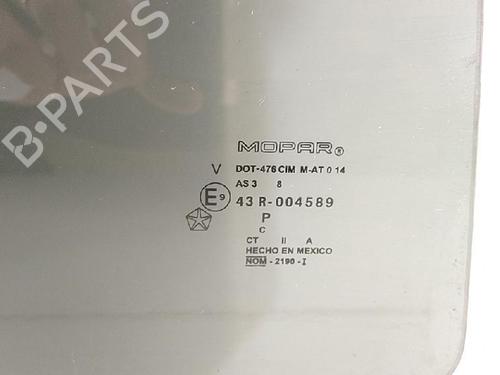 B-PARTS
MOPAR®
V DOT-476 CIM M-AT 0 14
AS 3 8
E9 43 R-004589
P
C
CT II A
HECHO EN MEXICO
NOM - 2190 - I